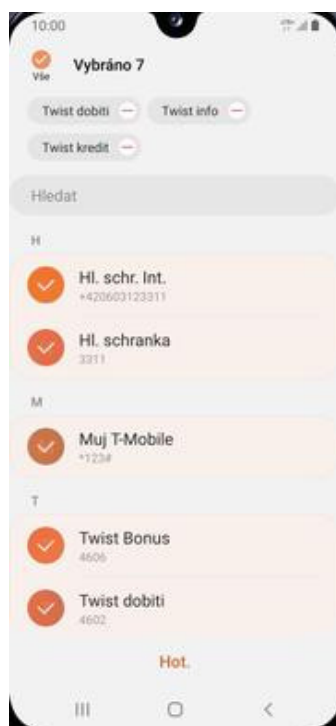 10:00
Vše
Vybráno 7
Twist dobiti
Twist info
Twist kredit
Hledat
H
Hl. schr. Int.
+420603123311
Hl. schranka
3311
M
Muj T-Mobile
*123#
T
Twist Bonus
4606
Twist dobiti
4602
Hot.